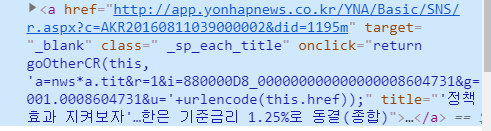 ▼<a href="http://app.yonhapnews.co.kr/YNA/Basic/SNS/
r.aspx?c=AKR20160811039000002&did=1195m" target=
"_blank" class=" _sp_each_title" onclick="return
goOtherCR(this,
'a=nws*a.tit&r=1&i=880000D8_000000000000000008604731&g=
001.0008604731&u='+urlencode(this.href));" title="'정책
효과 지켜보자'…한은 기준금리 1.25%로 동결(종합)">…</a> == $